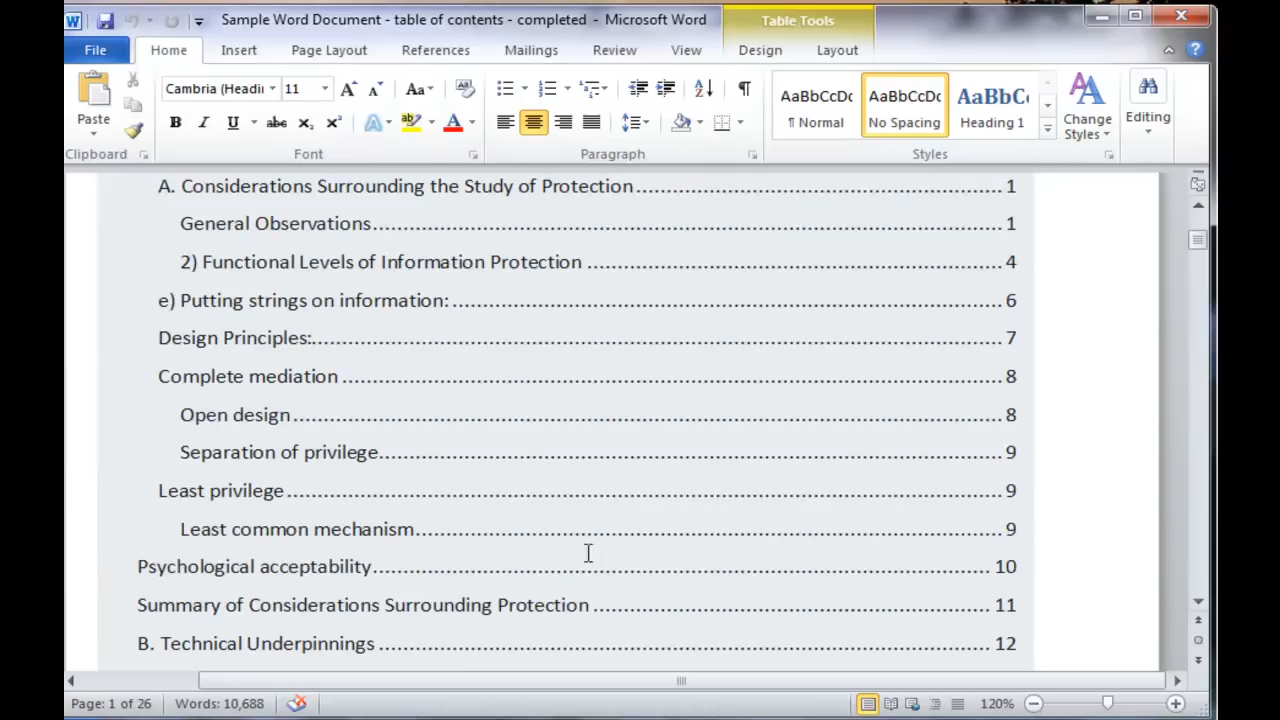 Sample Word Document - table of contents - completed - Microsoft Word
Table Tools
File Home Insert Page Layout References Mailings Review View Design Layout
Cambria (Headi 11
Paste
Clipboard
Font
Paragraph
AaBbCcDc AaBbCcDc AaBbC
¶ Normal No Spacing Heading 1
Change Styles
Editing
Styles
A. Considerations Surrounding the Study of Protection 1
General Observations 1
2) Functional Levels of Information Protection 4
e) Putting strings on information: 6
Design Principles: 7
Complete mediation 8
Open design 8
Separation of privilege 9
Least privilege 9
Least common mechanism 9
Psychological acceptability 10
Summary of Considerations Surrounding Protection 11
B. Technical Underpinnings 12
Page: 1 of 26 Words: 10,688 120%